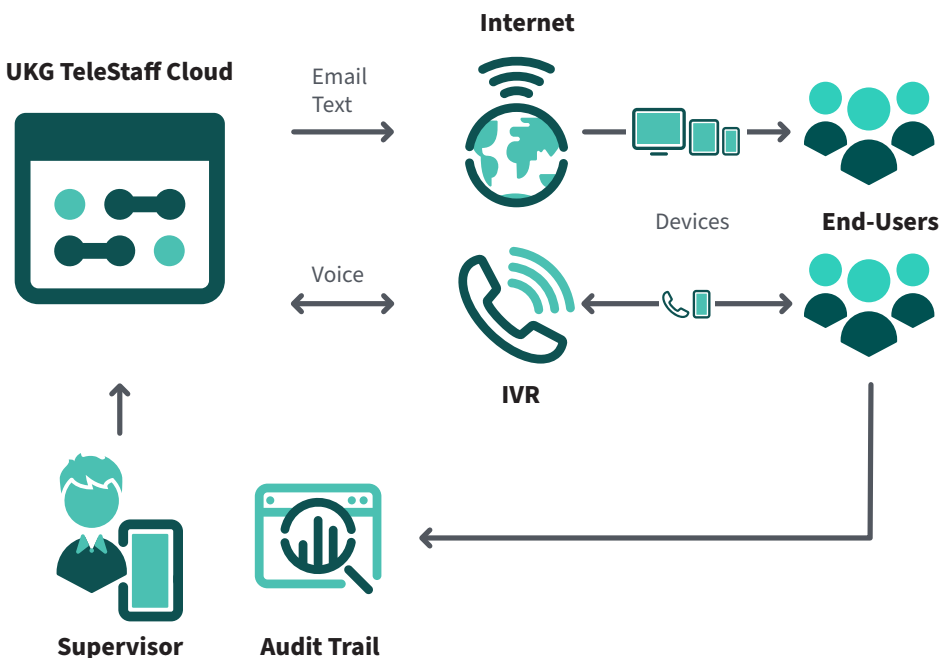 Internet
UKG TeleStaff Cloud
Email
Text
Devices
End-Users
Voice
IVR
Supervisor
Audit Trail